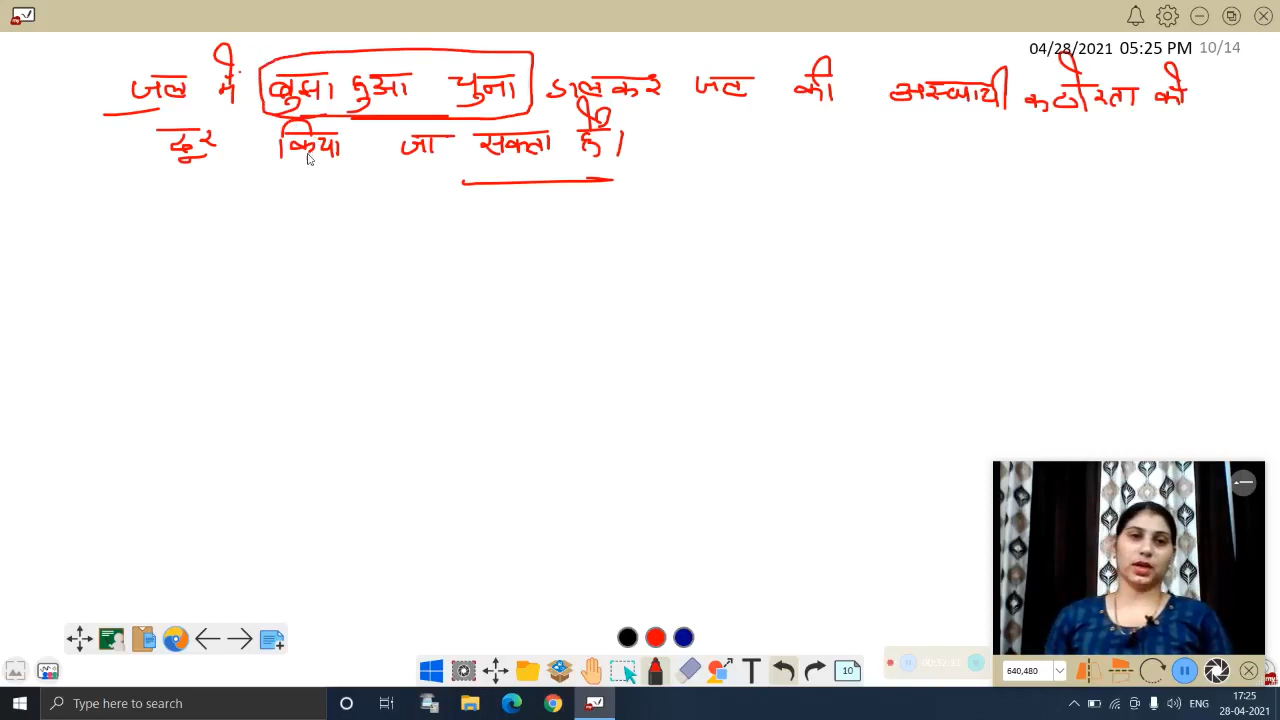 04/28/2021 05:25 PM 10/14
जल में बुझा हुआ चुना डालकर जल की अस्थायी कठोरता को
दूर किया जा सकता है।
10
640,480
Type here to search
ENG
17:25
28-04-2021